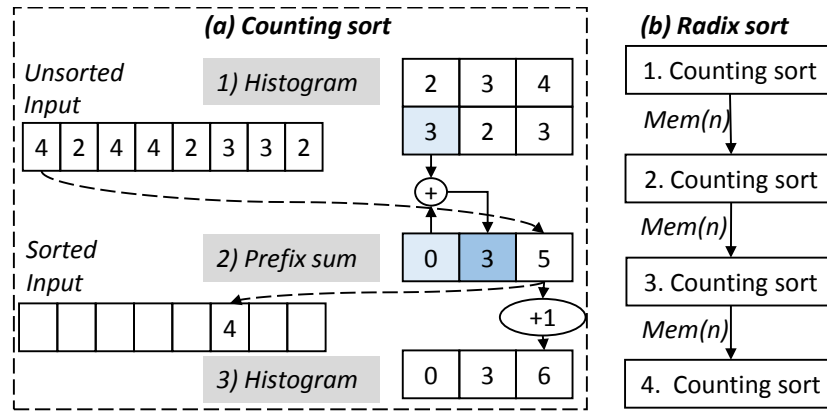 (a) Counting sort
Unsorted
Input
1) Histogram
2 3 4
3 2 3
4 2 4 4 2 3 3 2
+
Sorted
Input
2) Prefix sum
0 3 5
4
+1
3) Histogram
0 3 6
(b) Radix sort
1. Counting sort
Mem(n)
2. Counting sort
Mem(n)
3. Counting sort
Mem(n)
4. Counting sort